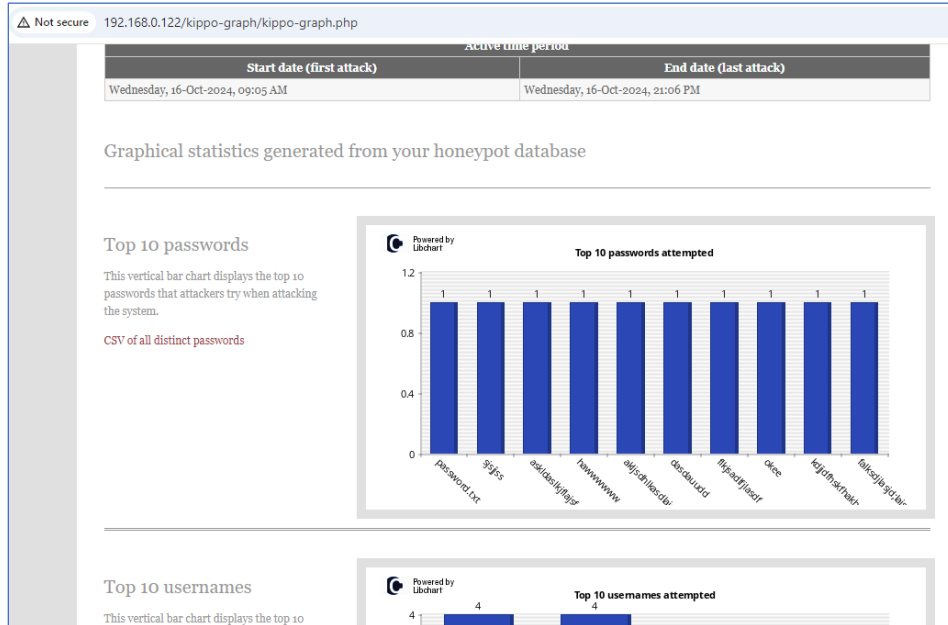 Not secure 192.168.0.122/kippo-graph/kippo-graph.php
Active time period
Start date (first attack) End date (last attack)
Wednesday, 16-Oct-2024, 09:05 AM Wednesday, 16-Oct-2024, 21:06 PM
Graphical statistics generated from your honeypot database
Top 10 passwords
This vertical bar chart displays the top 10
passwords that attackers try when attacking
the system.
CSV of all distinct passwords
Powered by
Libchart
Top 10 passwords attempted
1.2
1 1 1 1 1 1 1 1 1 1
0.8
0.4
0
password.txt sjsjjss dasdauuudd okee
Top 10 usernames
This vertical bar chart displays the top 10
Powered by
Libchart
Top 10 usernames attempted
4 4
4